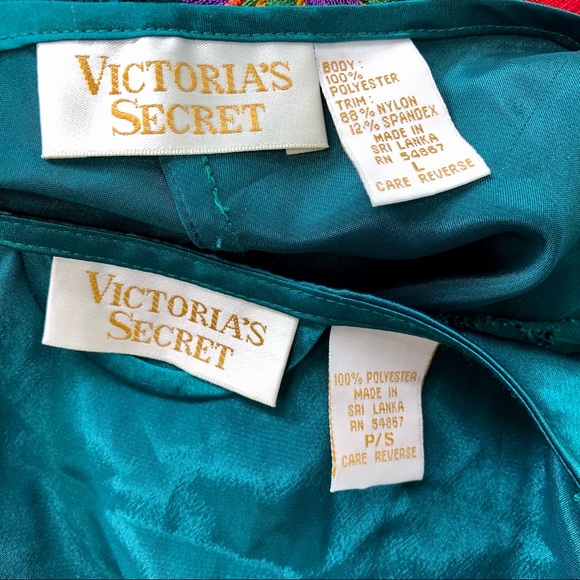 VICTORIA'S
SECRET
BODY:
100%
POLYESTER
TRIM:
88% NYLON
12% SPANDEX
MADE IN
SRI LANKA
RN 54867
L
CARE REVERSE
VICTORIA'S
SECRET
100% POLYESTER
MADE IN
SRI LANKA
RN 54867
P/S
CARE REVERSE